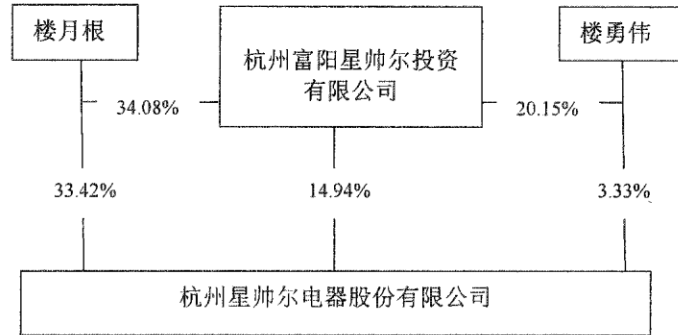 楼月根
杭州富阳星帅尔投资
有限公司
楼勇伟
34.08%
20.15%
33.42%
14.94%
3.33%
杭州星帅尔电器股份有限公司